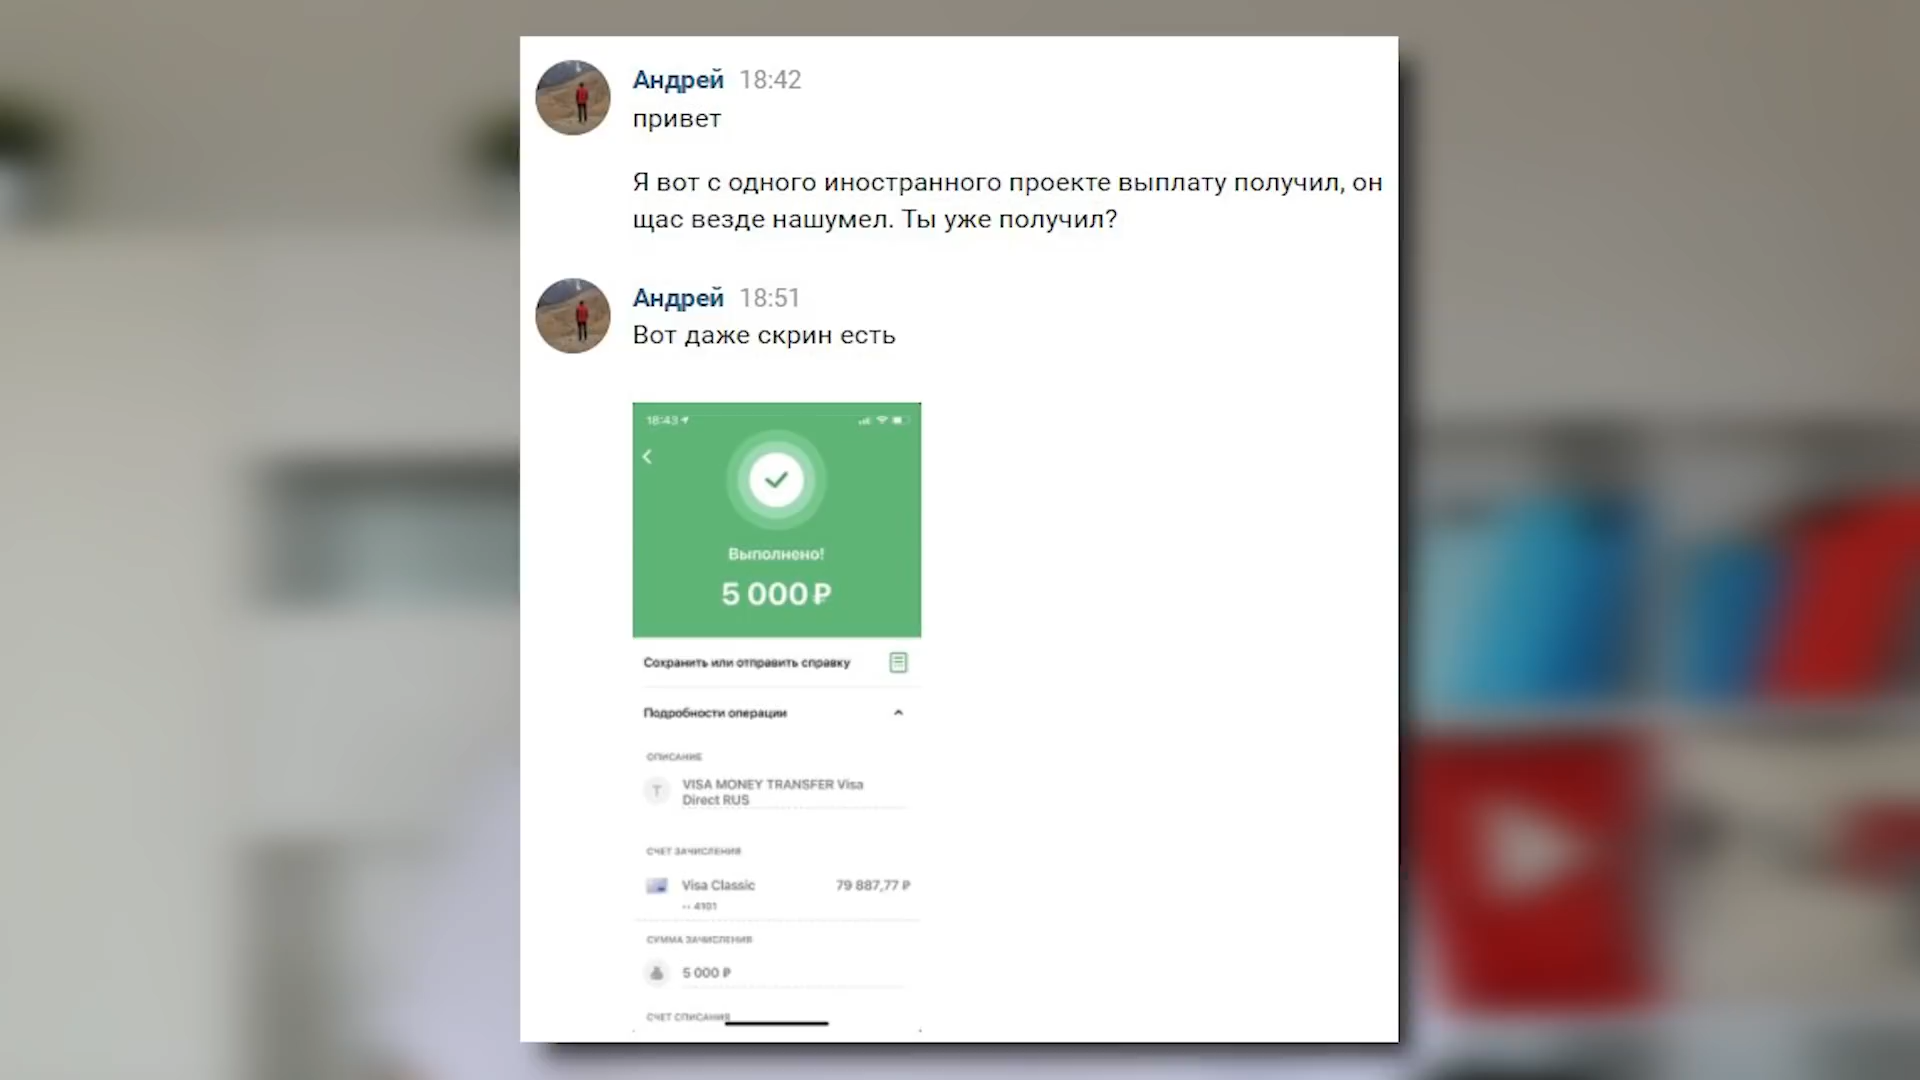 Андрей 18:42
привет
Я вот с одного иностранного проекте выплату получил, он
щас везде нашумел. Ты уже получил?
Андрей 18:51
Вот даже скрин есть
18:43
Выполнено!
5 000 ₽
Сохранить или отправить справку
Подробности операции
ОПИСАНИЕ
T
VISA MONEY TRANSFER Visa
Direct RUS
СЧЕТ ЗАЧИСЛЕНИЯ
Visa Classic 79 887,77 ₽
•• 4101
СУММА ЗАЧИСЛЕНИЯ
5 000 ₽
СЧЕТ СПИСАНИЯ